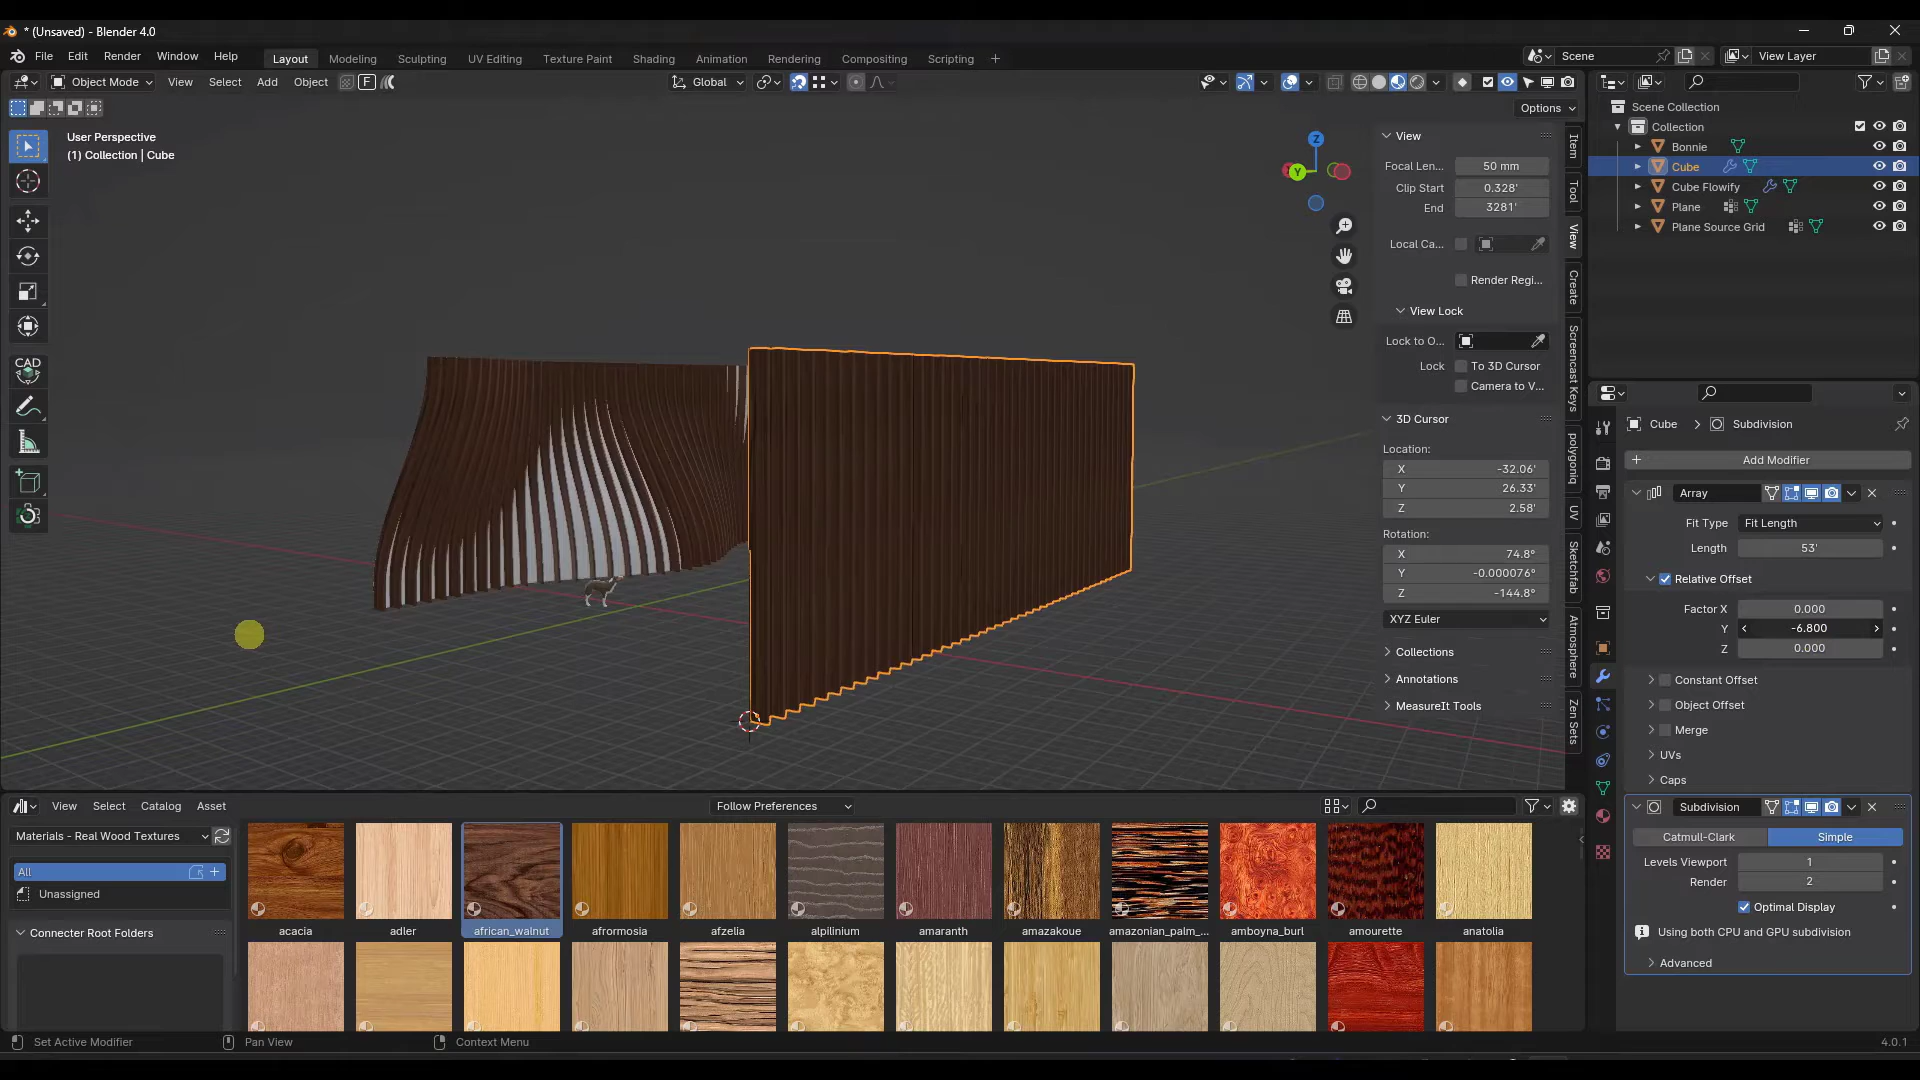 * (Unsaved) - Blender 4.0
File Edit Render Window Help
Layout Modeling Sculpting UV Editing Texture Paint Shading Animation Rendering Compositing Scripting +
Scene
View Layer
Object Mode View Select Add Object
Global
Options
User Perspective
(1) Collection | Cube
CAD
Z
Y
View
Focal Len... 50 mm
Clip Start 0.328'
End 3281'
Local Ca...
Render Regi...
View Lock
Lock to O...
Lock To 3D Cursor
Camera to V...
3D Cursor
Location:
X -32.06'
Y 26.33'
Z 2.58'
Rotation:
X 74.8°
Y -0.000076°
Z -144.8°
XYZ Euler
Collections
Annotations
MeasureIt Tools
Item
Tool
View
Create
Screencast Keys
polygoniq
UV
Sketchfab
Atmosphere
Zen Sets
Scene Collection
Collection
Bonnie
Cube
Cube Flowify
Plane
Plane Source Grid
Cube > Subdivision
+ Add Modifier
Array
Fit Type Fit Length
Length 53'
Relative Offset
Factor X 0.000
Y -6.800
Z 0.000
Constant Offset
Object Offset
Merge
UVs
Caps
Subdivision
Catmull-Clark Simple
Levels Viewport 1
Render 2
Optimal Display
Using both CPU and GPU subdivision
Advanced
View Select Catalog Asset
Follow Preferences
Materials - Real Wood Textures
All
Unassigned
Connecter Root Folders
acacia adler african_walnut afrormosia afzelia alpilinium amaranth amazakoue amazonian_palm_... amboyna_burl amourette anatolia
Set Active Modifier Pan View Context Menu
4.0.1